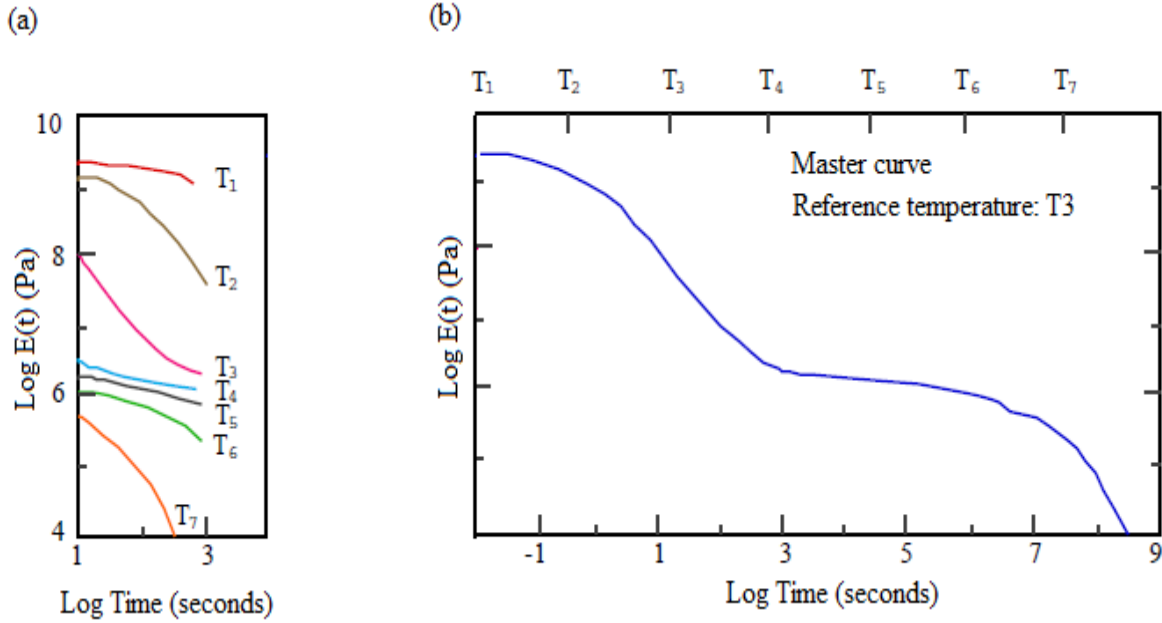 (a)
10
8
6
4
Log E(t) (Pa)
T₁
T₂
T₃
T₄
T₅
T₆
T₇
1
3
Log Time (seconds)
(b)
T₁ T₂ T₃ T₄ T₅ T₆ T₇
Master curve
Reference temperature: T3
Log E(t) (Pa)
-1 1 3 5 7 9
Log Time (seconds)